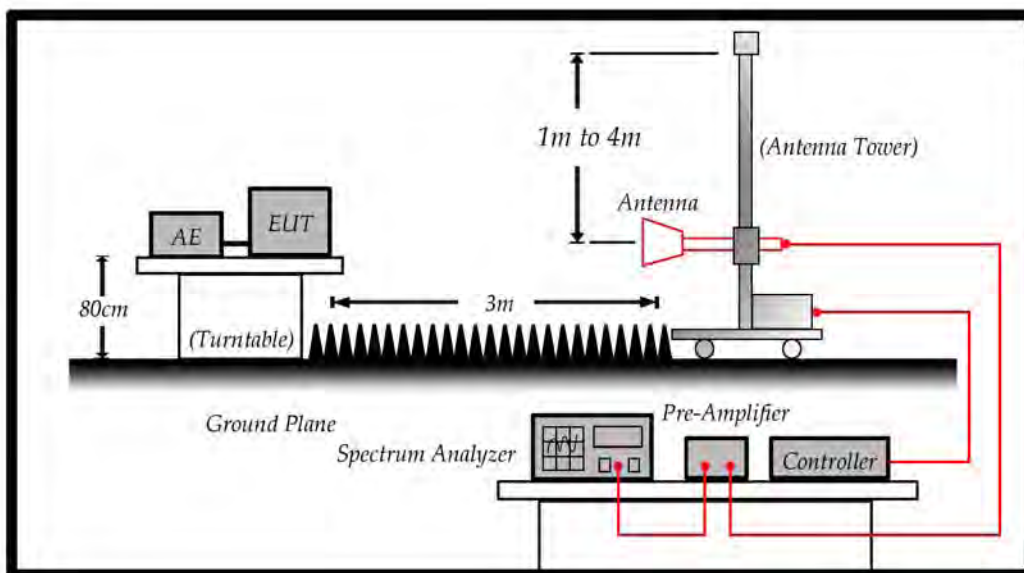 1m to 4m
(Antenna Tower)
Antenna
AE
EUT
80cm
3m
(Turntable)
Ground Plane
Pre-Amplifier
Spectrum Analyzer
Controller